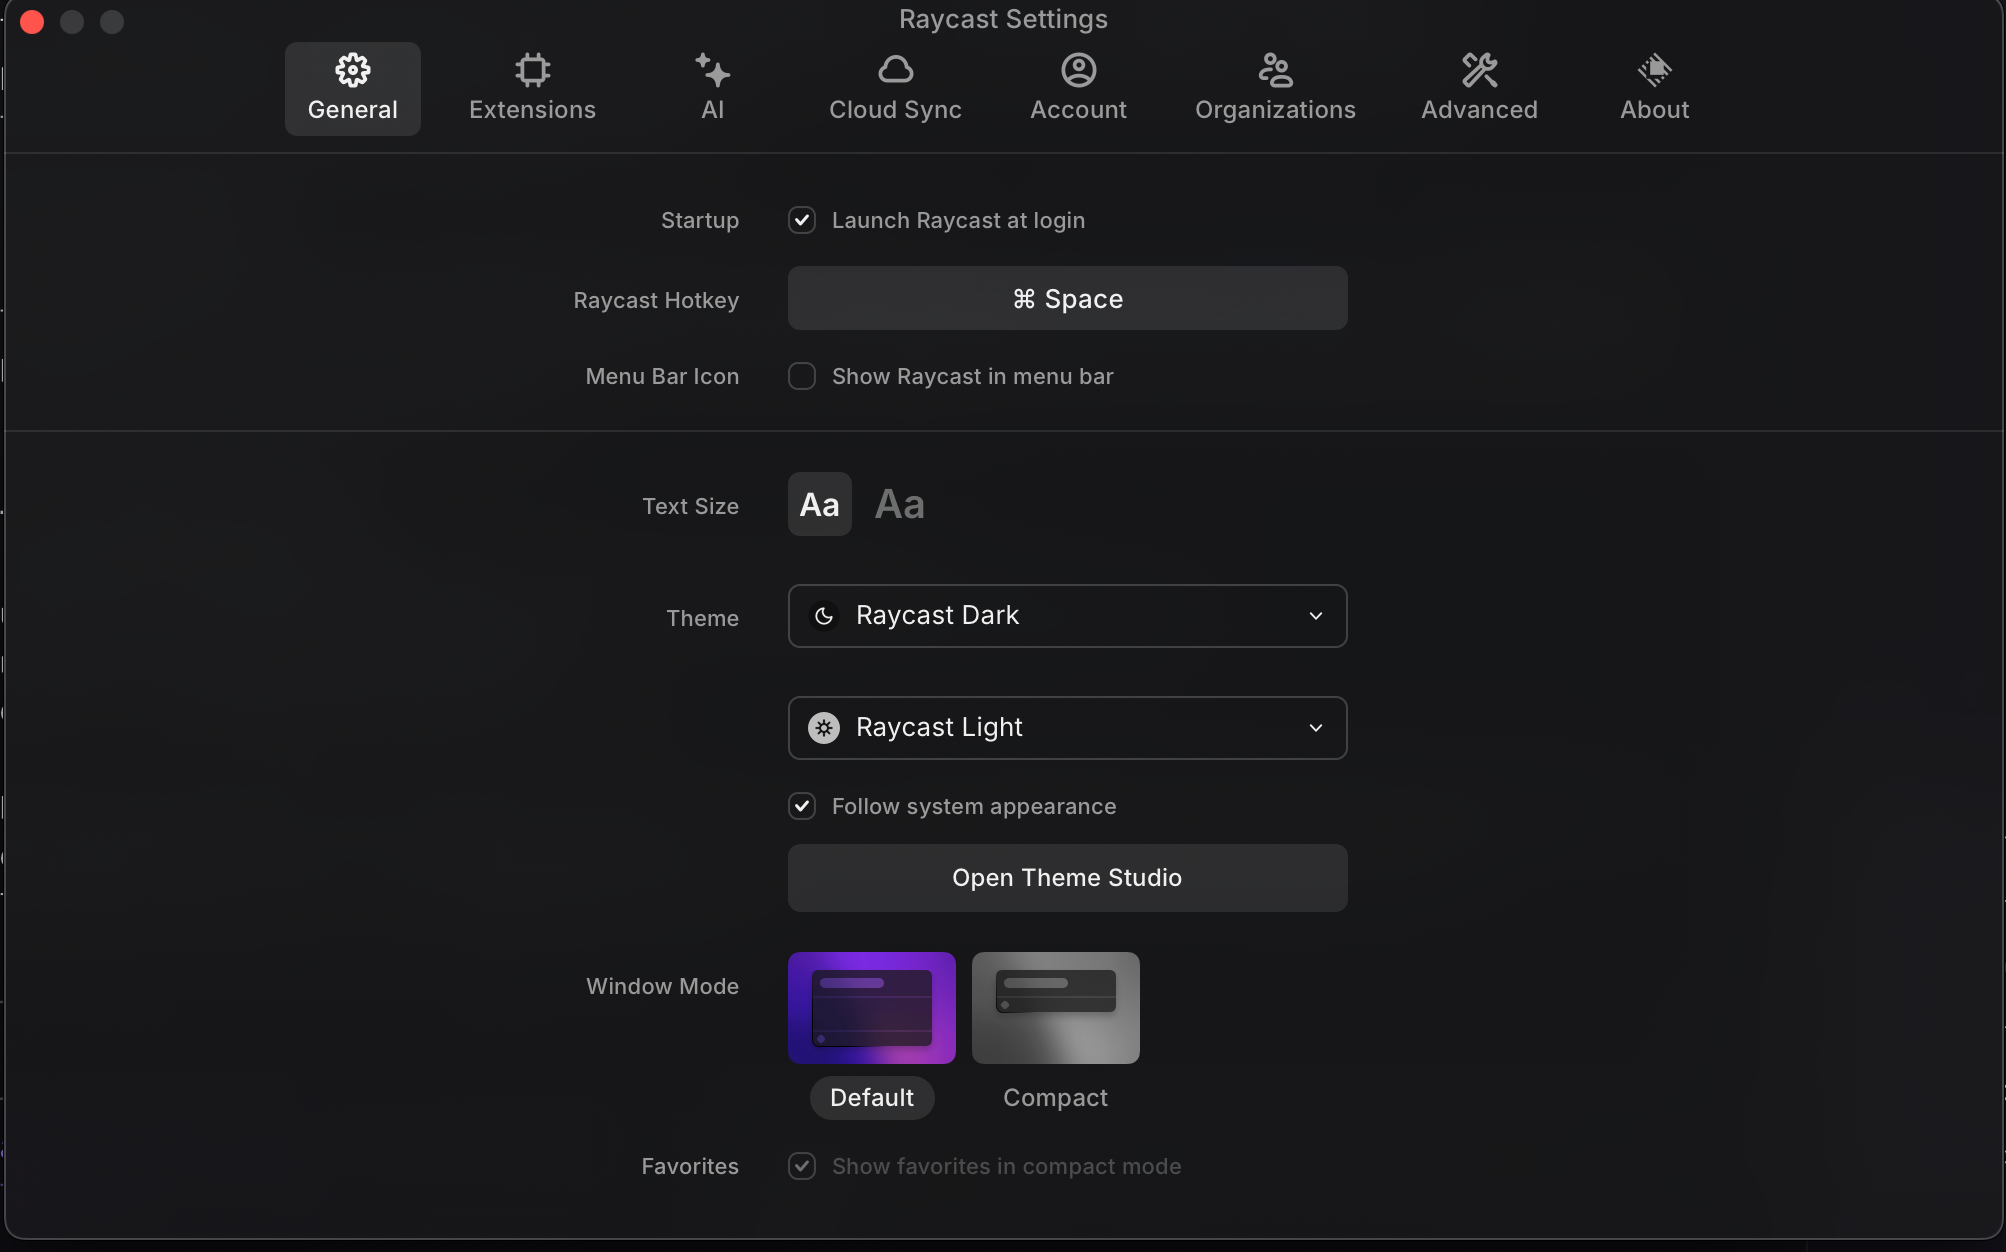 Raycast Settings
General
Extensions
AI
Cloud Sync
Account
Organizations
Advanced
About
Startup
Launch Raycast at login
Raycast Hotkey
⌘ Space
Menu Bar Icon
Show Raycast in menu bar
Text Size
Aa Aa
Theme
Raycast Dark
Raycast Light
Follow system appearance
Open Theme Studio
Window Mode
Default
Compact
Favorites
Show favorites in compact mode